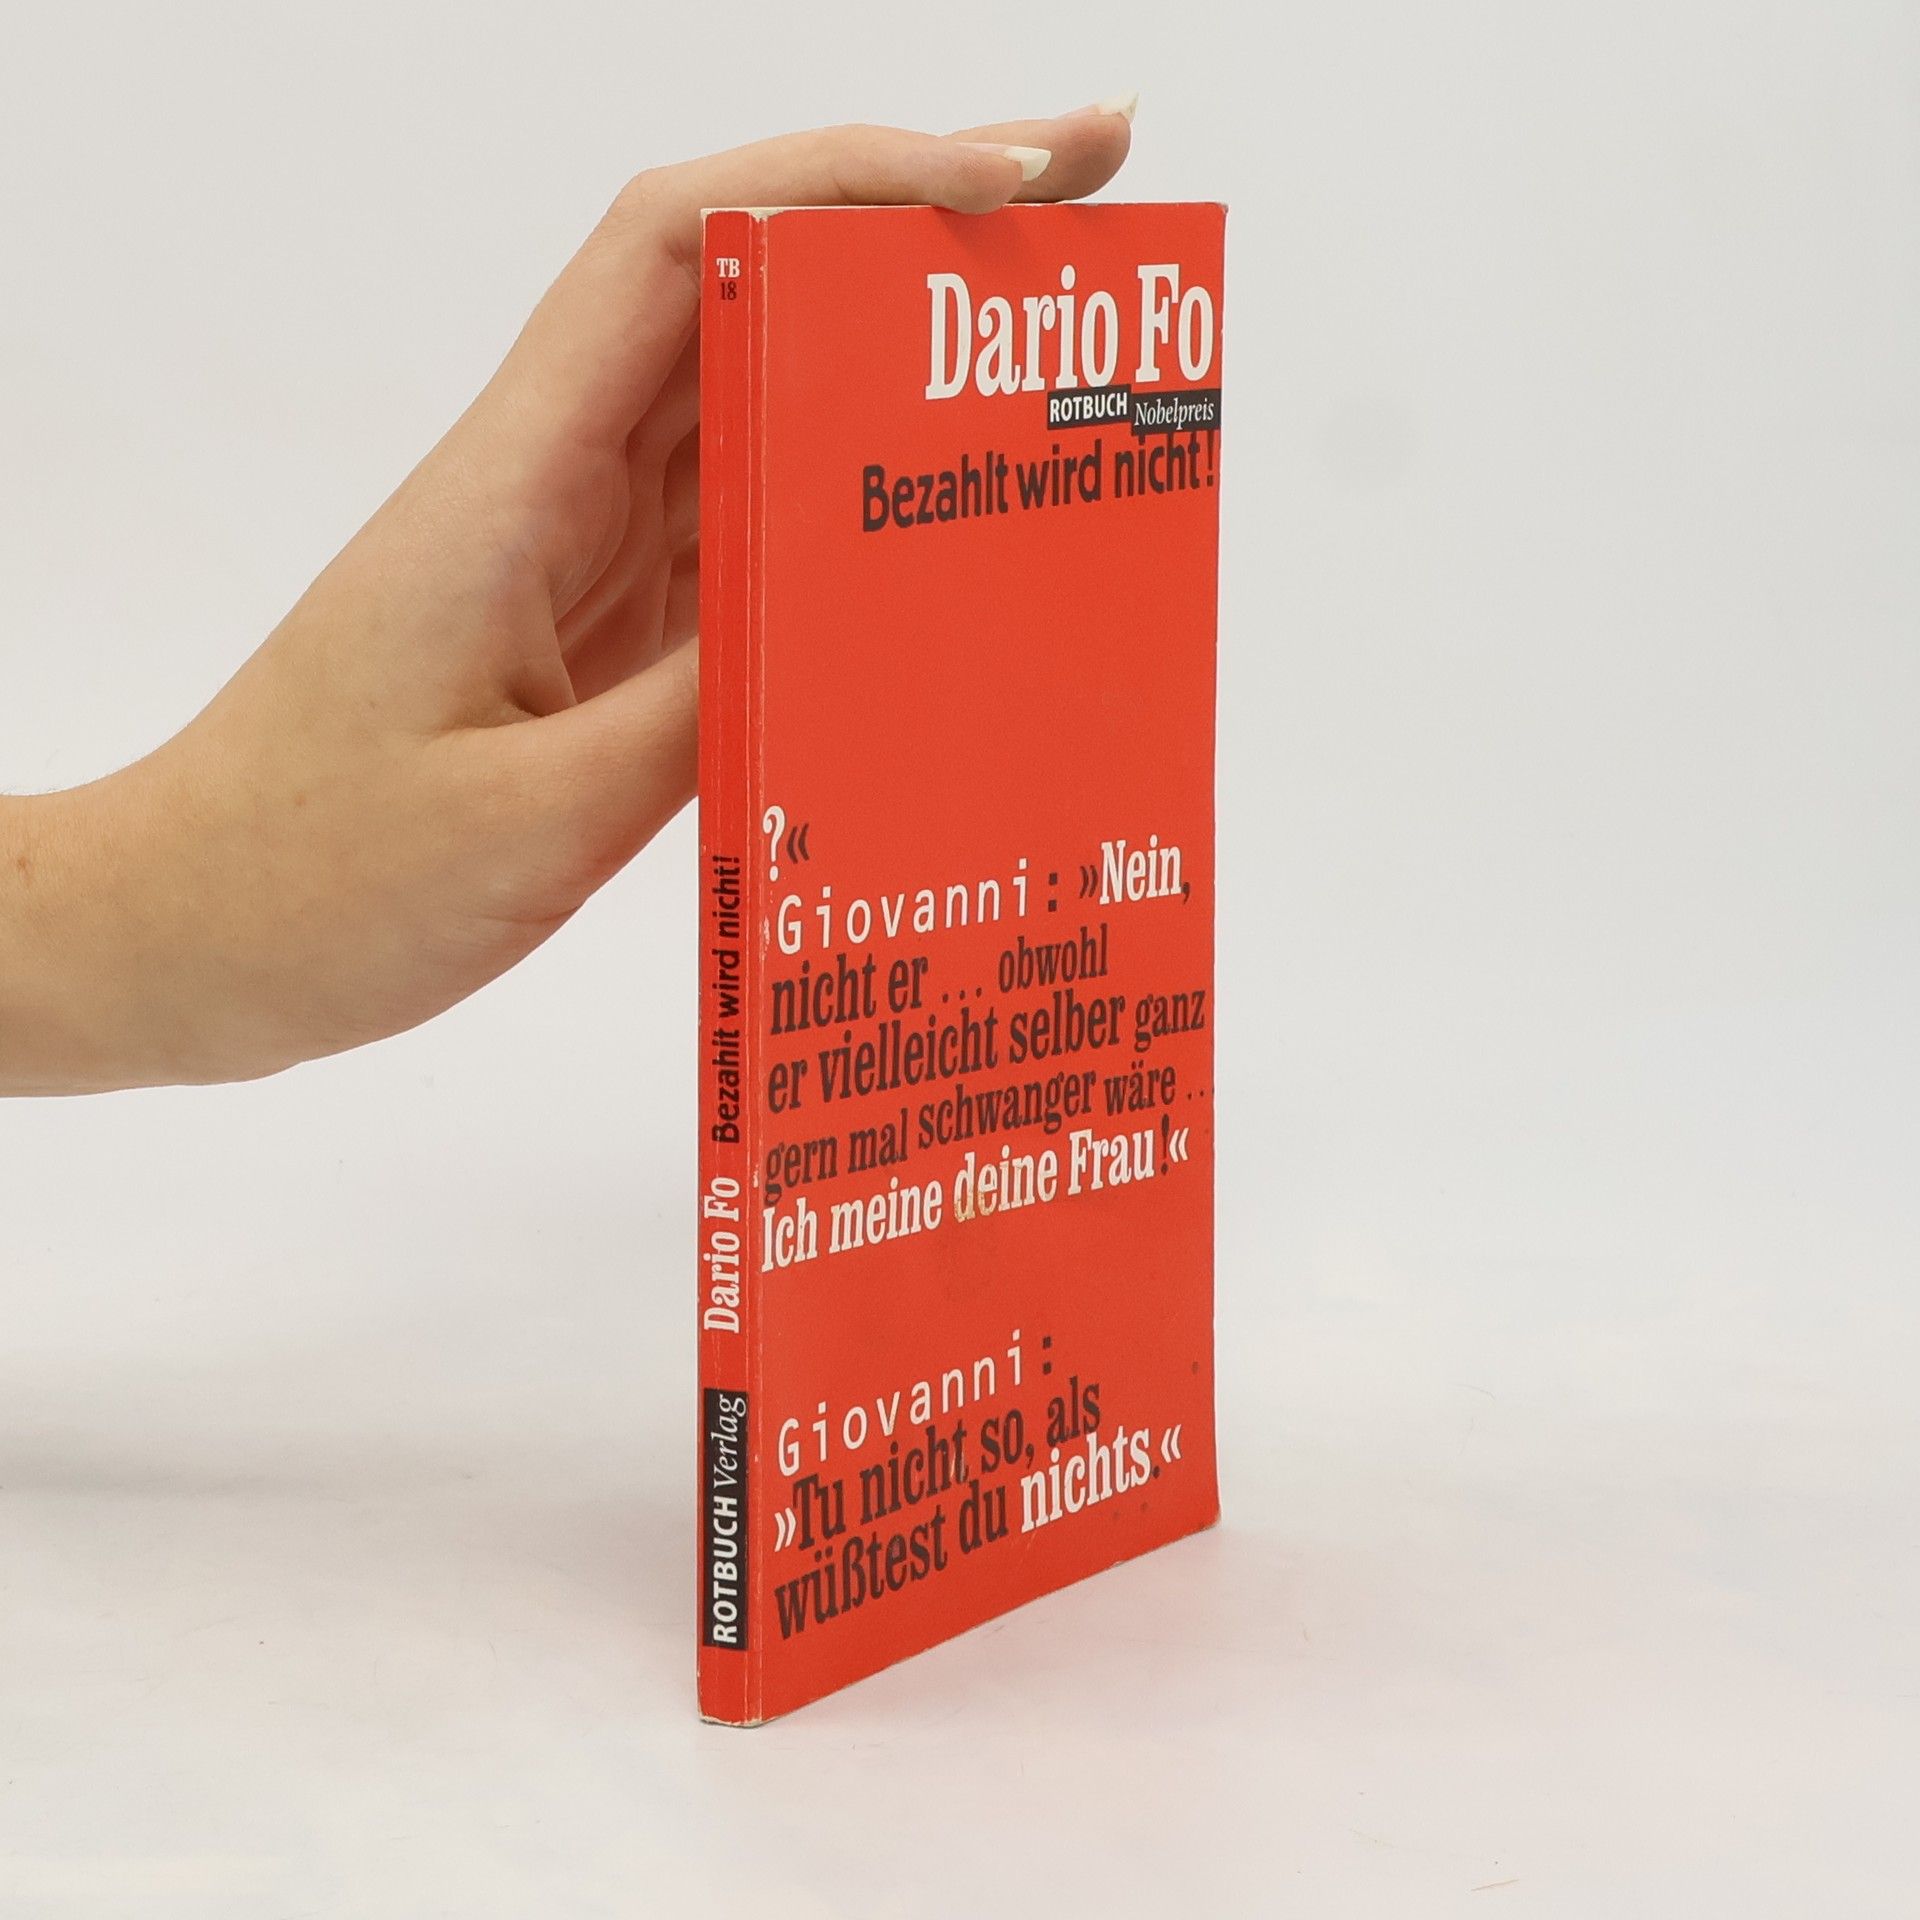 TB
18
Bezahlt wird nicht!
Dario Fo
ROTBUCH Verlag
Dario Fo
ROTBUCH Nobelpreis
Bezahlt wird nicht!
?«
Giovanni: »Nein,
nicht er ... obwohl
er vielleicht selber ganz
gern mal schwanger wäre ...
Ich meine deine Frau!«
Giovanni:
»Tu nicht so, als
wüßtest du nichts.«